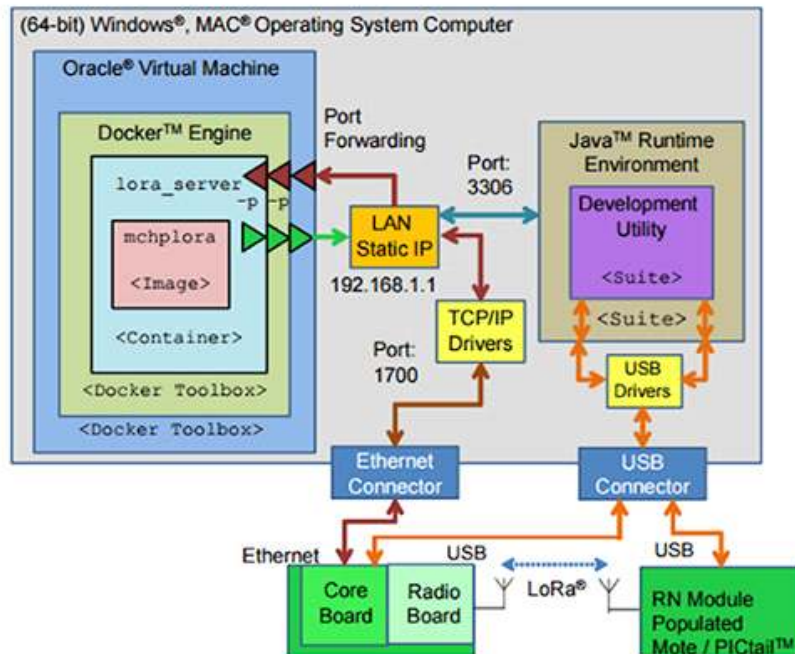 (64-bit) Windows®, MAC® Operating System Computer
Oracle® Virtual Machine
Docker™ Engine
lora_server
-p -p
mchplora
<Image>
<Container>
<Docker Toolbox>
<Docker Toolbox>
Port
Forwarding
LAN
Static IP
192.168.1.1
Port:
3306
Java™ Runtime
Environment
Development
Utility
<Suite>
<Suite>
TCP/IP
Drivers
Port:
1700
USB
Drivers
Ethernet
Connector
USB
Connector
Ethernet
USB
LoRa®
USB
Core
Board
Radio
Board
RN Module
Populated
Mote / PICtail™